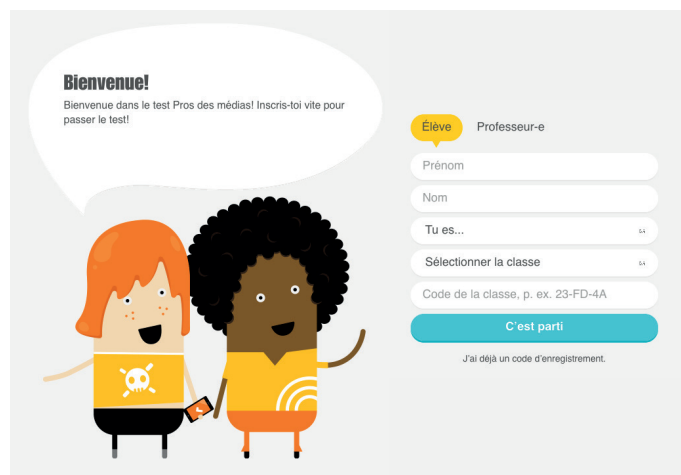 Bienvenue!
Bienvenue dans le test Pros des médias! Inscris-toi vite pour
passer le test!
Élève
Professeur-e
Prénom
Nom
Tu es...
Sélectionner la classe
Code de la classe, p. ex. 23-FD-4A
C'est parti
J'ai déjà un code d'enregistrement.